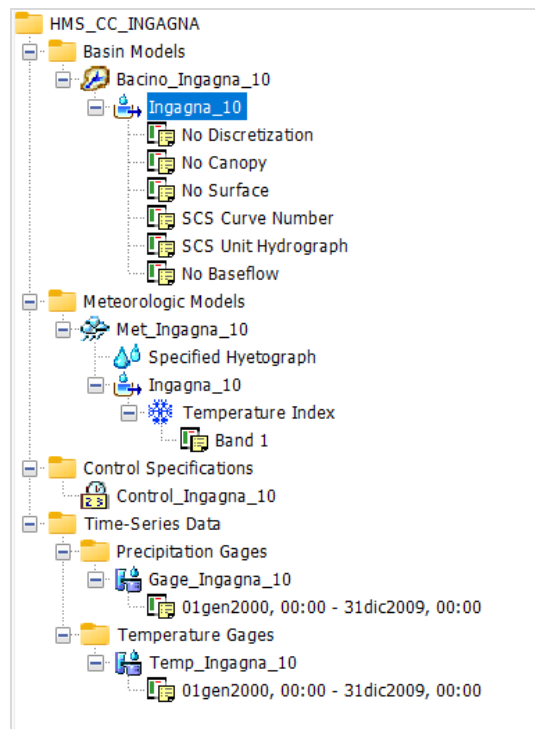 HMS_CC_INGAGNA
Basin Models
Bacino_Ingagna_10
Ingagna_10
No Discretization
No Canopy
No Surface
SCS Curve Number
SCS Unit Hydrograph
No Baseflow
Meteorologic Models
Met_Ingagna_10
Specified Hyetograph
Ingagna_10
Temperature Index
Band 1
Control Specifications
Control_Ingagna_10
Time-Series Data
Precipitation Gages
Gage_Ingagna_10
01gen2000, 00:00 - 31dic2009, 00:00
Temperature Gages
Temp_Ingagna_10
01gen2000, 00:00 - 31dic2009, 00:00